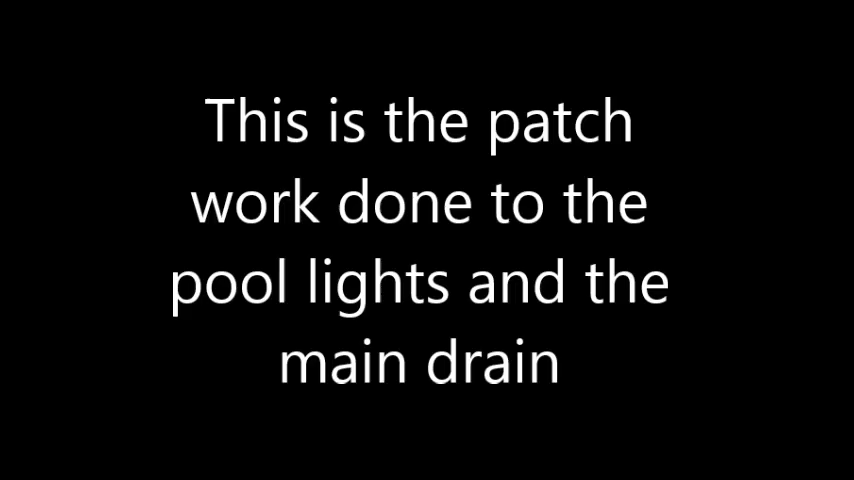 This is the patch
work done to the
pool lights and the
main drain